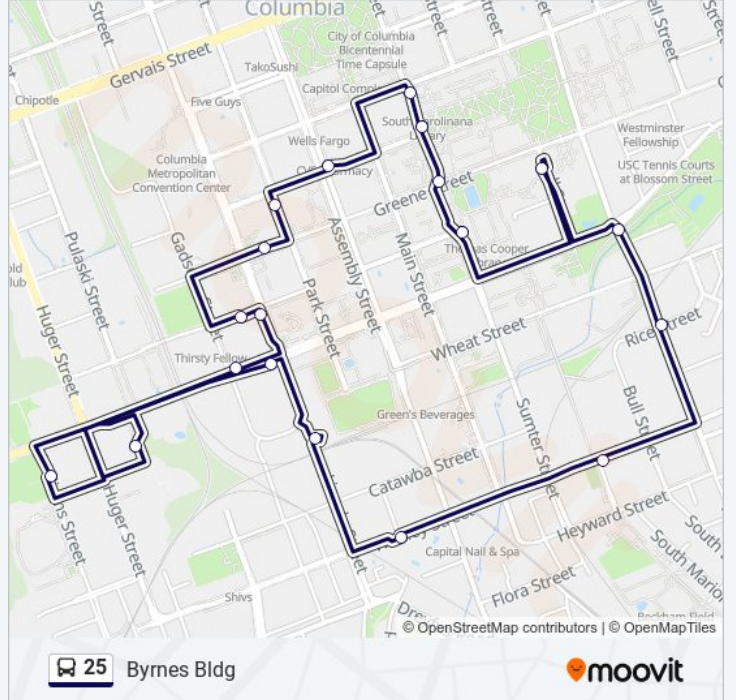 Columbia
City of Columbia
Bicentennial
Time Capsule
Gervais Street
TakoSushi
Capitol
Chipotle
Five Guys
South
Carolinana
Library
Westminster
Fellowship
Wells Fargo
Columbia
Metropolitan
Convention Center
USC Tennis Courts
at Blossom Street
Greene Street
Assembly Street
Main Street
Pulaski Street
Thomas Cooper
Park Street
Huger Street
Rice Street
Wheat Street
Thirsty Fellow
Green's Beverages
Bull Street
Sumter Street
Catawba Street
Huger Street
Heyward Street
Capital Nail & Spa
South Marion
Flora Street
Shivs
© OpenStreetMap contributors | © OpenMapTiles
25 Byrnes Bldg
moovit